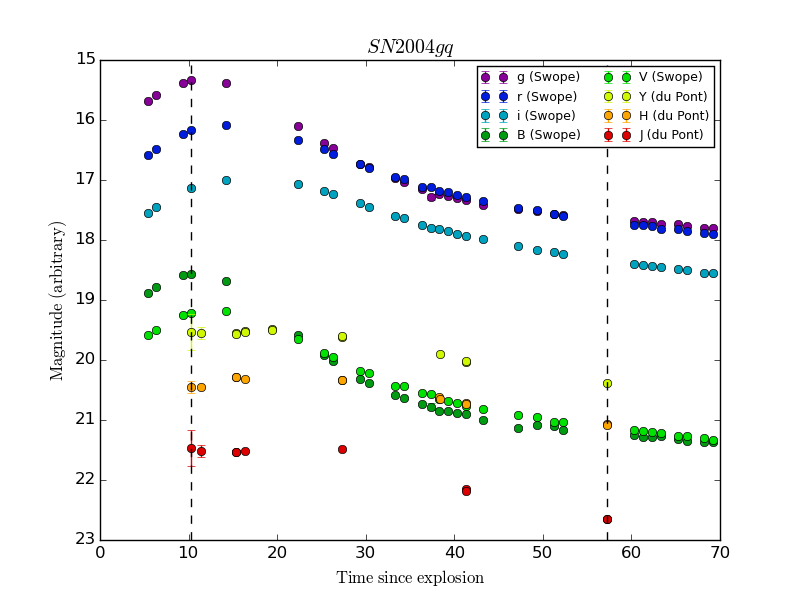 SN2004gq
15
16
17
18
19
20
21
22
23
Magnitude (arbitrary)
g (Swope)
r (Swope)
i (Swope)
B (Swope)
V (Swope)
Y (du Pont)
H (du Pont)
J (du Pont)
0 10 20 30 40 50 60 70
Time since explosion